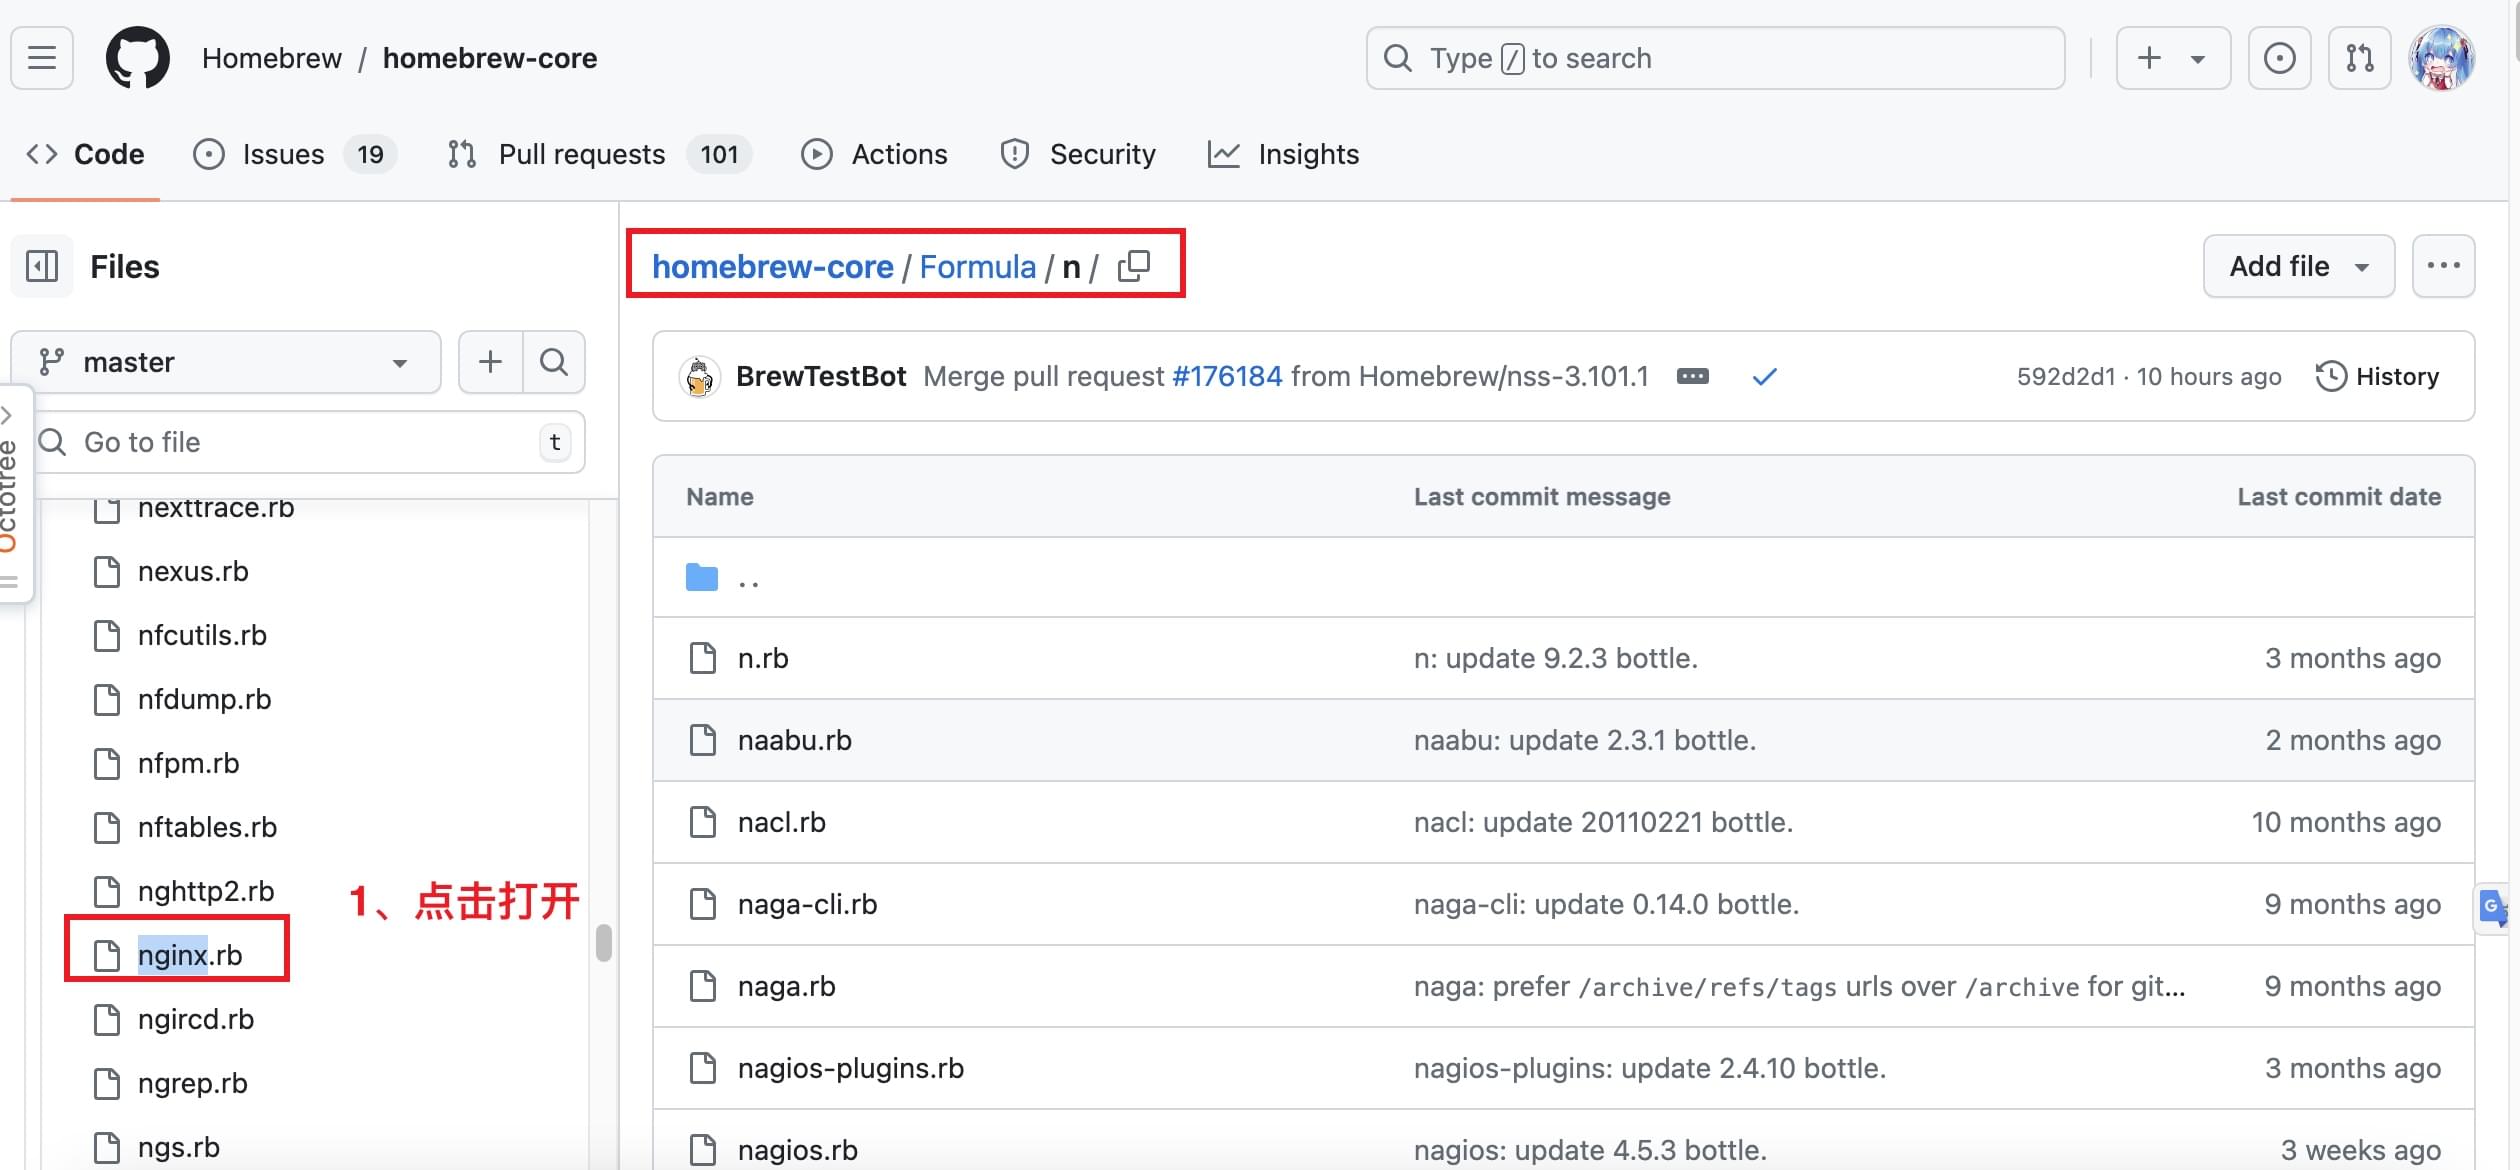 Homebrew / homebrew-core
Type / to search
Code
Issues 19
Pull requests 101
Actions
Security
Insights
Files
master
Go to file
t
Octotree
nexttrace.rb
nexus.rb
nfcutils.rb
nfdump.rb
nfpm.rb
nftables.rb
nghttp2.rb
1、点击打开
nginx.rb
ngircd.rb
ngrep.rb
ngs.rb
homebrew-core / Formula / n /
Add file
BrewTestBot Merge pull request #176184 from Homebrew/nss-3.101.1
592d2d1 · 10 hours ago
History
Name Last commit message Last commit date
..
n.rb n: update 9.2.3 bottle. 3 months ago
naabu.rb naabu: update 2.3.1 bottle. 2 months ago
nacl.rb nacl: update 20110221 bottle. 10 months ago
naga-cli.rb naga-cli: update 0.14.0 bottle. 9 months ago
naga.rb naga: prefer /archive/refs/tags urls over /archive for git... 9 months ago
nagios-plugins.rb nagios-plugins: update 2.4.10 bottle. 3 months ago
nagios.rb nagios: update 4.5.3 bottle. 3 weeks ago
G